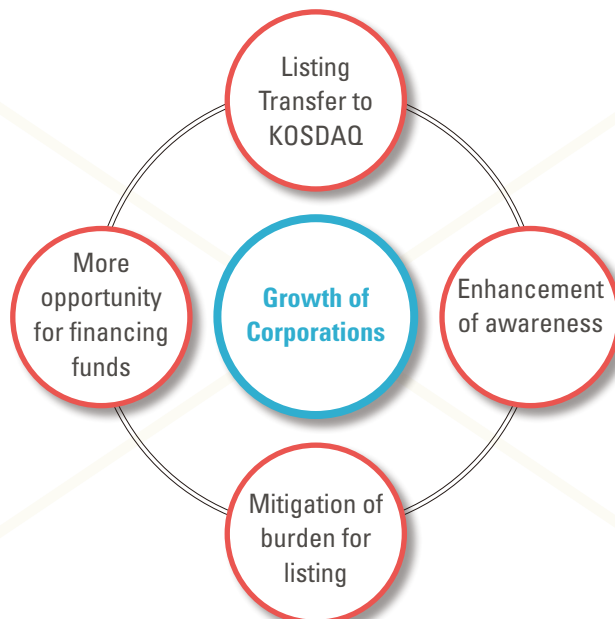 Listing
Transfer to
KOSDAQ
More
opportunity
for financing
funds
Growth of
Corporations
Enhancement
of awareness
Mitigation of
burden for
listing